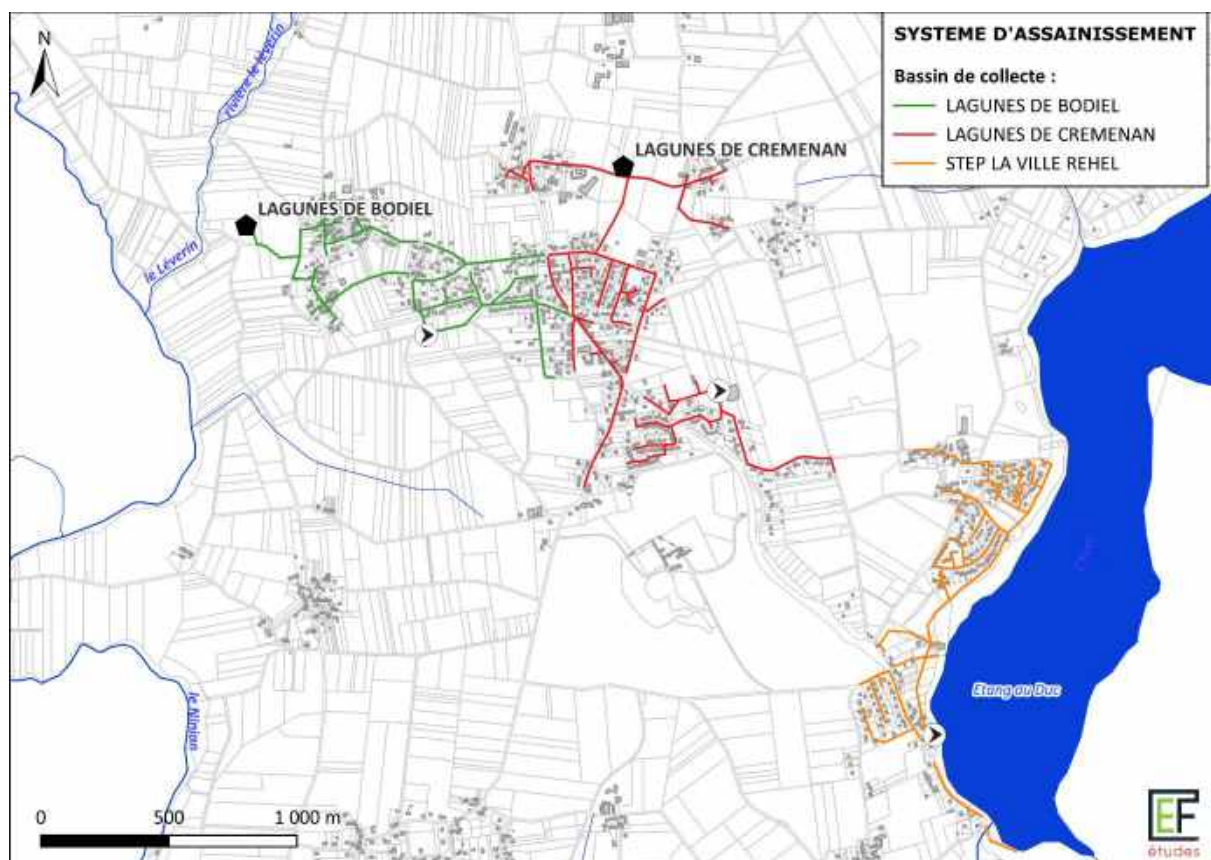 SYSTEME D'ASSAINISSEMENT
Bassin de collecte :
LAGUNES DE BODIEL
LAGUNES DE CREMENAN
STEP LA VILLE REHEL
N
rivière le léverin
LAGUNES DE CREMENAN
LAGUNES DE BODIEL
le Léverin
Etang au Duc
le Ninian
0 500 1 000 m
EF
études